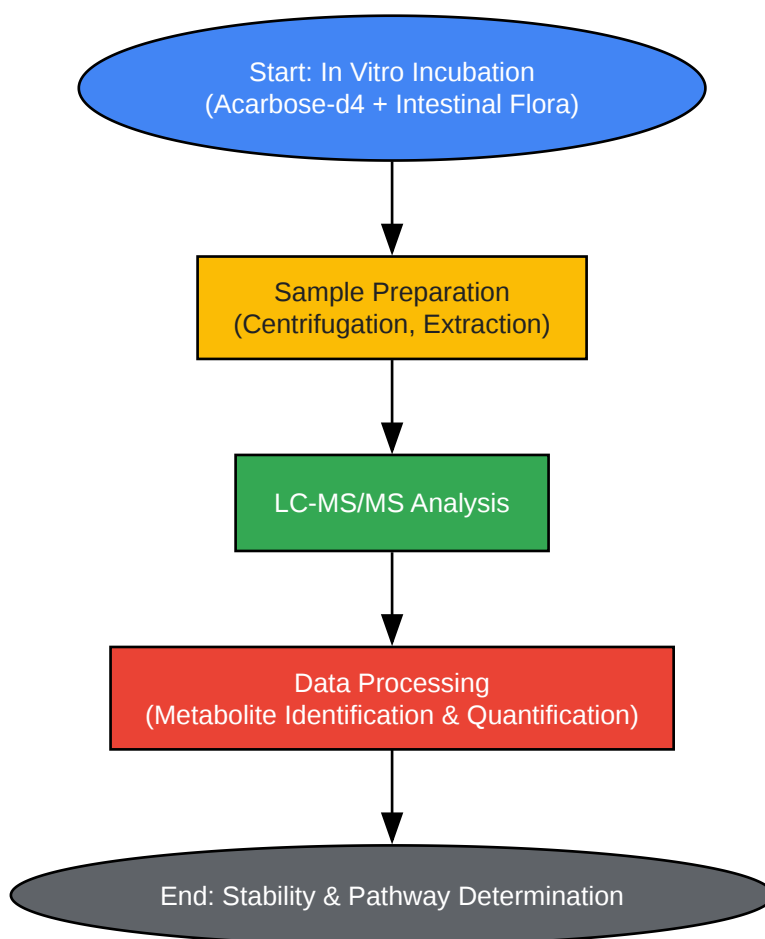 Start: In Vitro Incubation
(Acarbose-d4 + Intestinal Flora)
Sample Preparation
(Centrifugation, Extraction)
LC-MS/MS Analysis
Data Processing
(Metabolite Identification & Quantification)
End: Stability & Pathway Determination